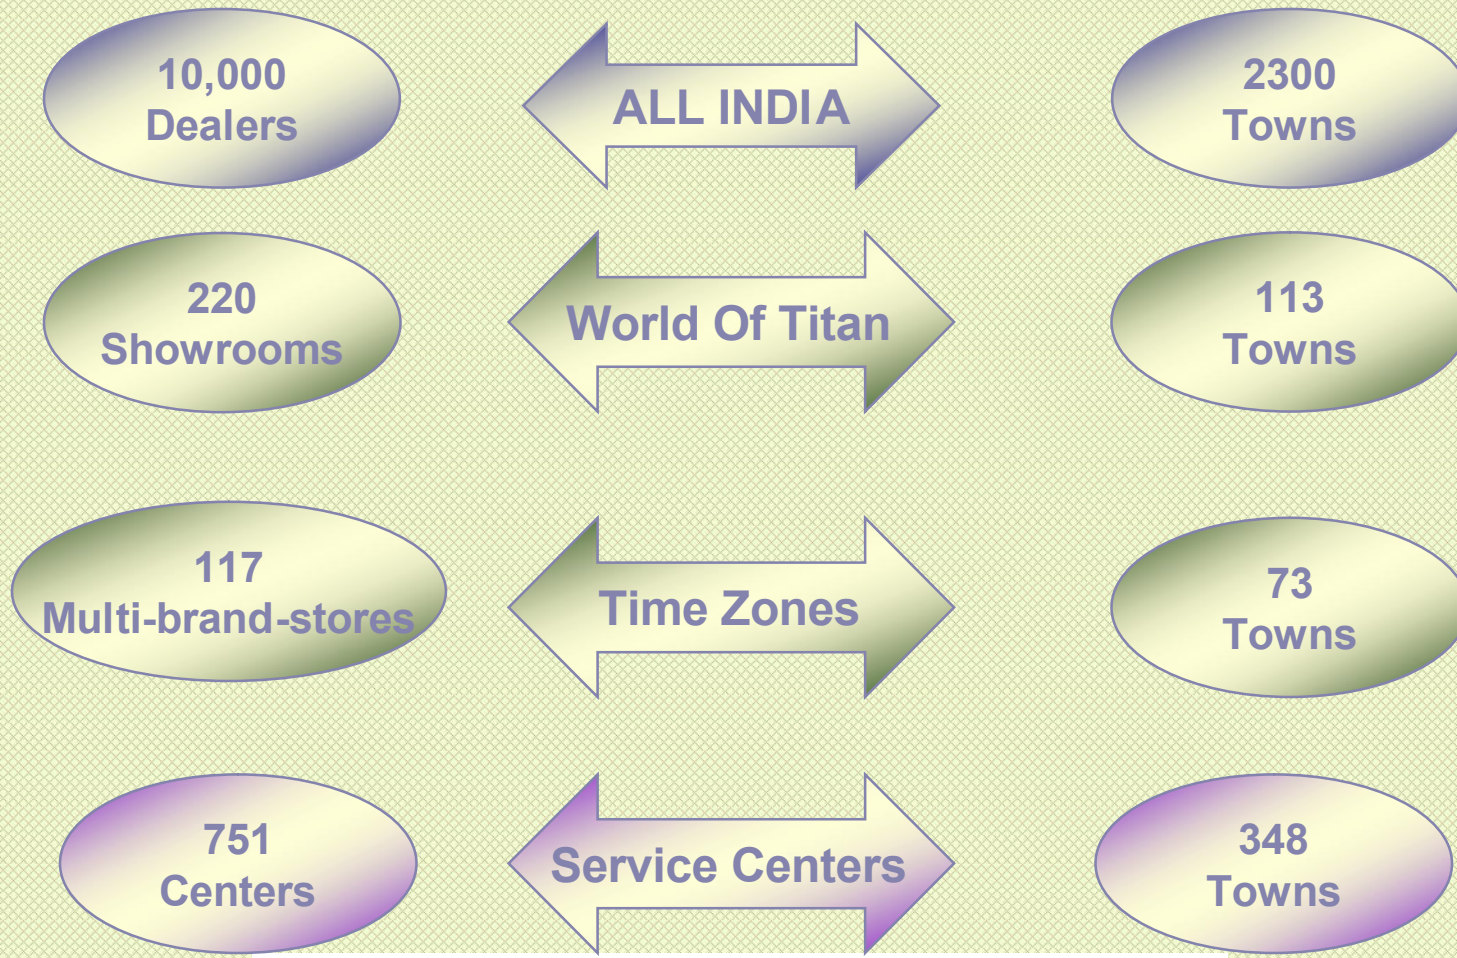 10,000
Dealers
ALL INDIA
2300
Towns
220
Showrooms
World Of Titan
113
Towns
117
Multi-brand-stores
Time Zones
73
Towns
751
Centers
Service Centers
348
Towns